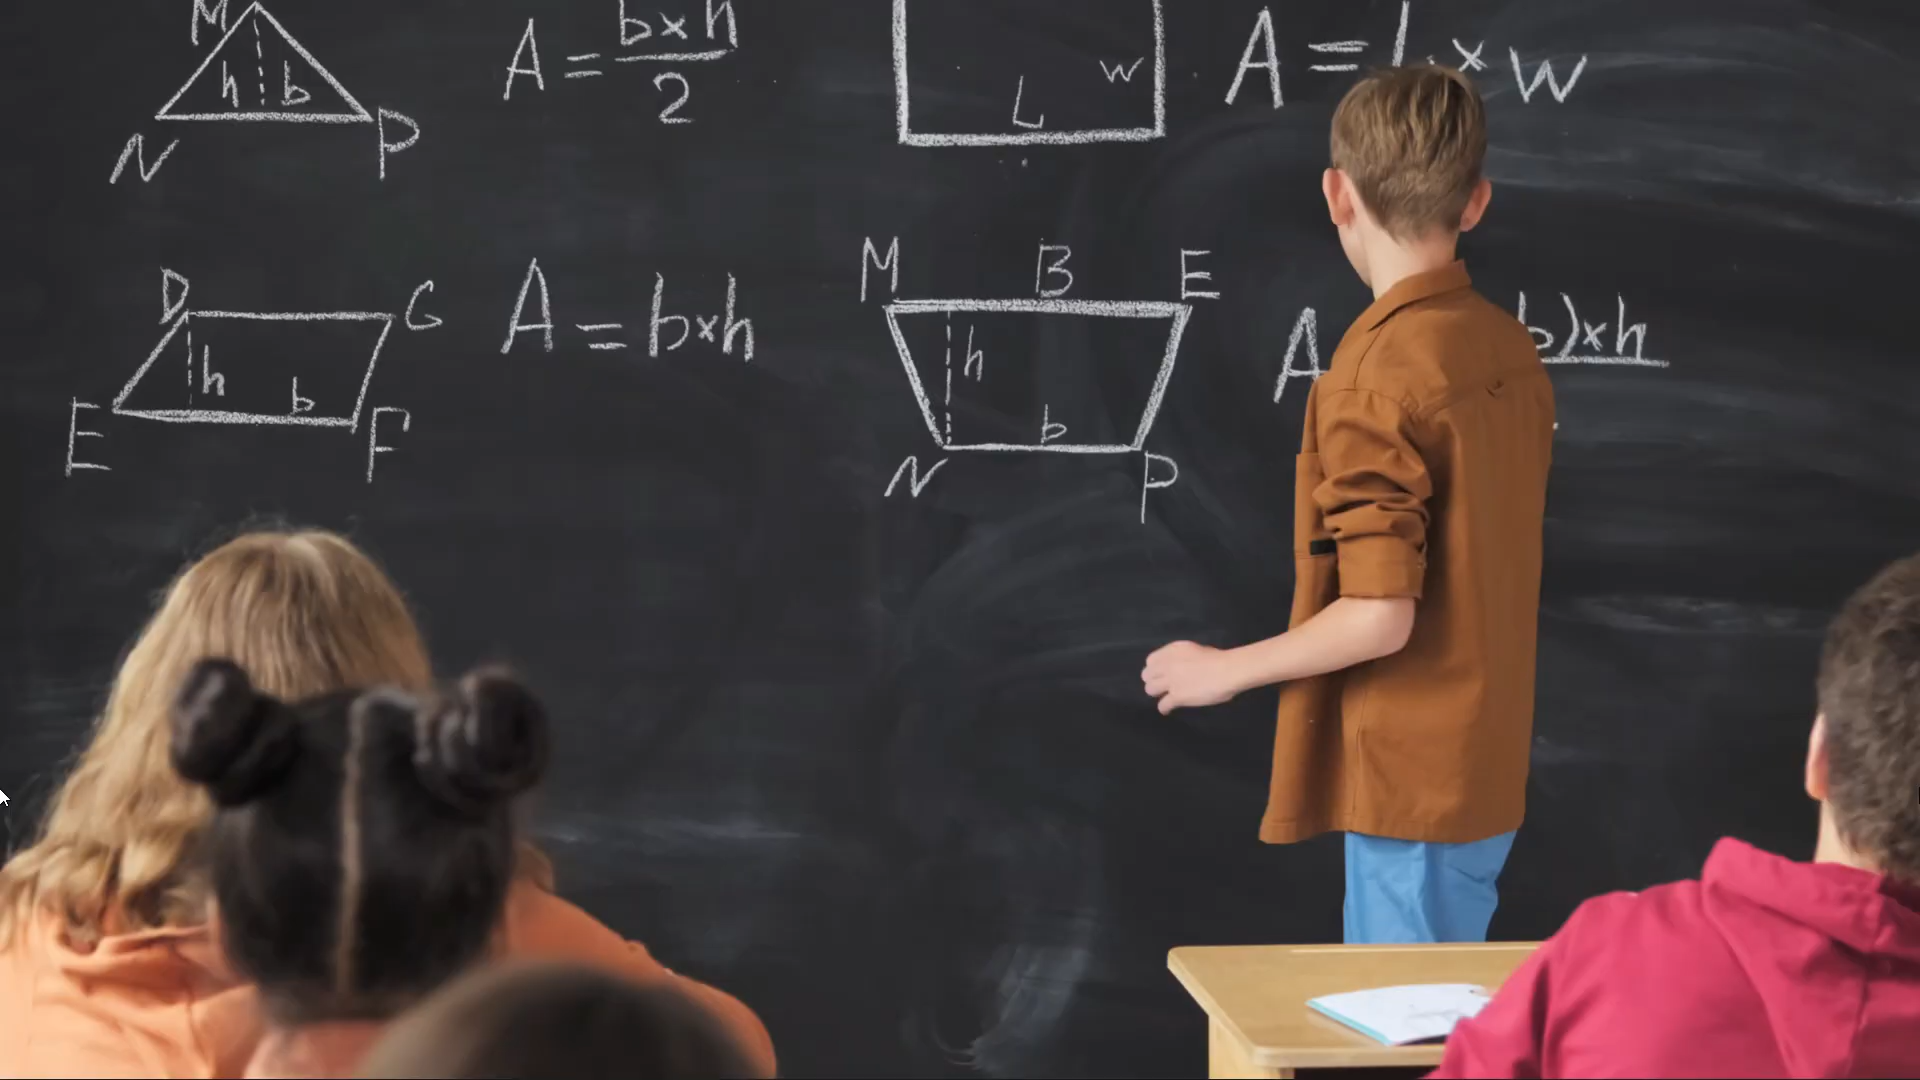 M
h b
N P
A = b×h
2
L w
A = L × w
D G
h b
E F
A = b×h
M B E
h
b
N P
A b)×h